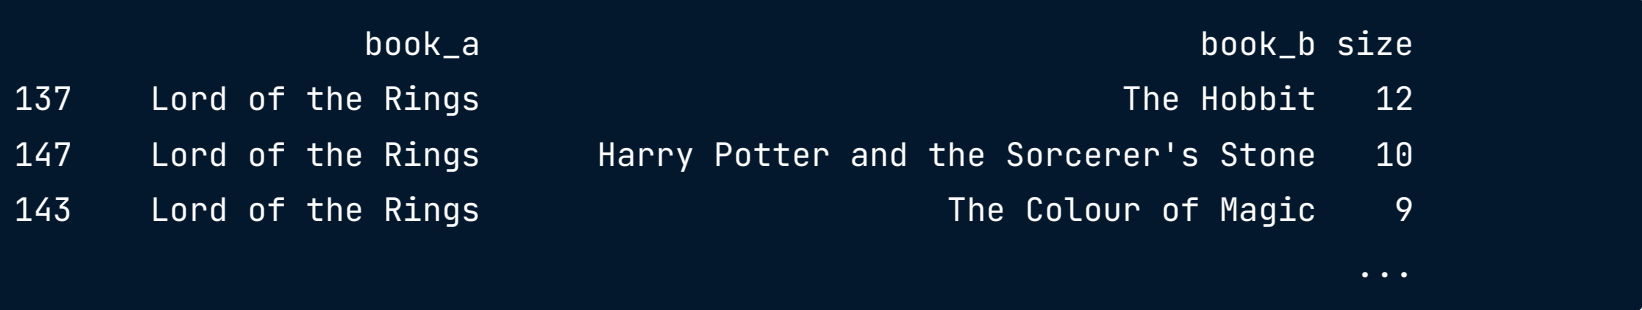 book_a book_b size
137 Lord of the Rings The Hobbit 12
147 Lord of the Rings Harry Potter and the Sorcerer's Stone 10
143 Lord of the Rings The Colour of Magic 9
...